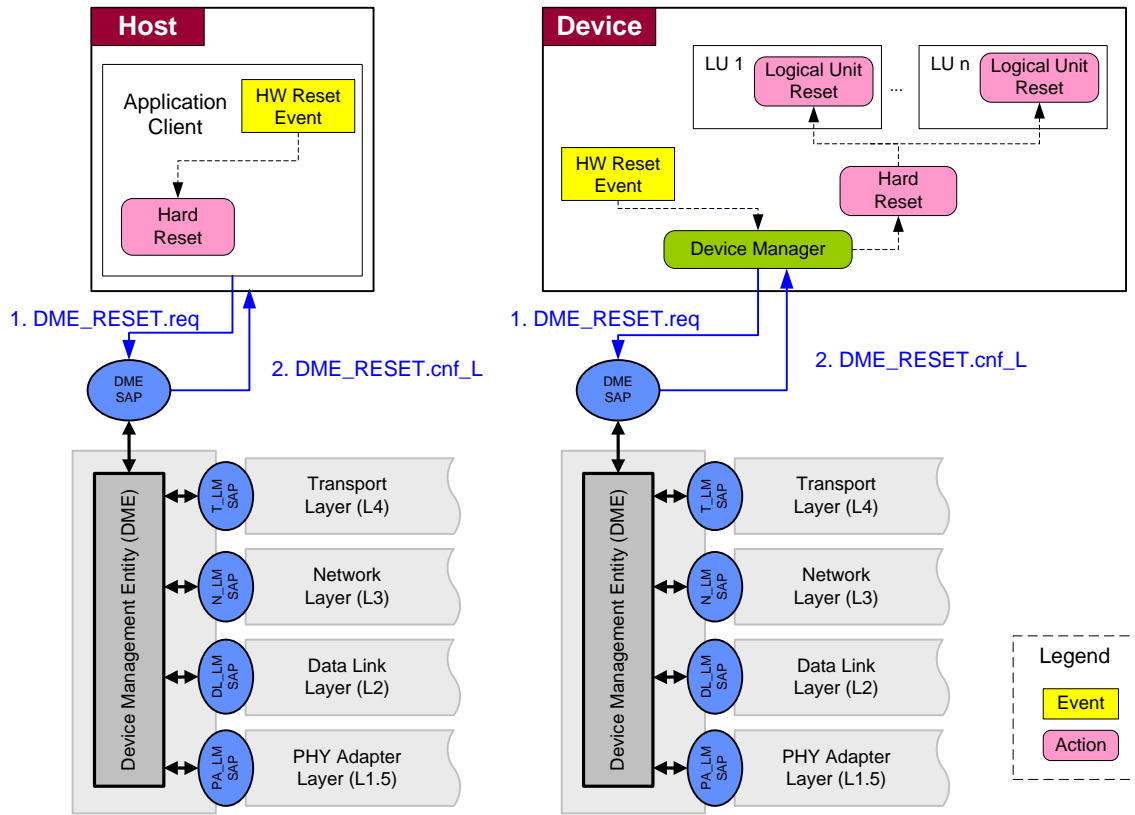 Host
Application
Client
HW Reset
Event
Hard
Reset
1. DME_RESET.req
2. DME_RESET.cnf_L
DME
SAP
Device Management Entity (DME)
T_LM
SAP
Transport
Layer (L4)
N_LM
SAP
Network
Layer (L3)
DL_LM
SAP
Data Link
Layer (L2)
PA_LM
SAP
PHY Adapter
Layer (L1.5)
Device
LU 1
Logical Unit
Reset
...
LU n
Logical Unit
Reset
HW Reset
Event
Hard
Reset
Device Manager
1. DME_RESET.req
2. DME_RESET.cnf_L
DME
SAP
Device Management Entity (DME)
T_LM
SAP
Transport
Layer (L4)
N_LM
SAP
Network
Layer (L3)
DL_LM
SAP
Data Link
Layer (L2)
PA_LM
SAP
PHY Adapter
Layer (L1.5)
Legend
Event
Action